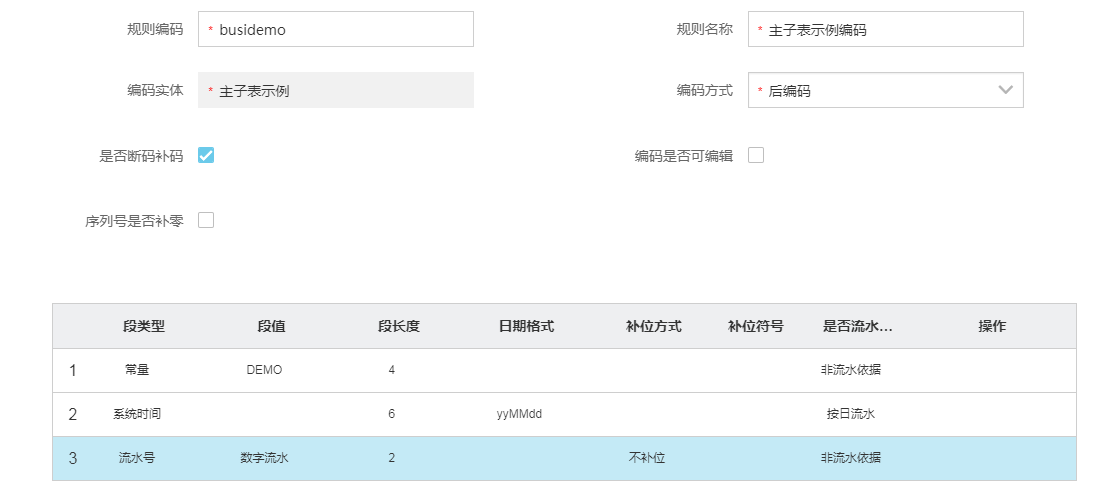 规则编码 * busidemo 规则名称 * 主子表示例编码
编码实体 * 主子表示例 编码方式 * 后编码
是否断码补码 编码是否可编辑
序列号是否补零
段类型 段值 段长度 日期格式 补位方式 补位符号 是否流水... 操作
1 常量 DEMO 4 非流水依据
2 系统时间 6 yyMMdd 按日流水
3 流水号 数字流水 2 不补位 非流水依据